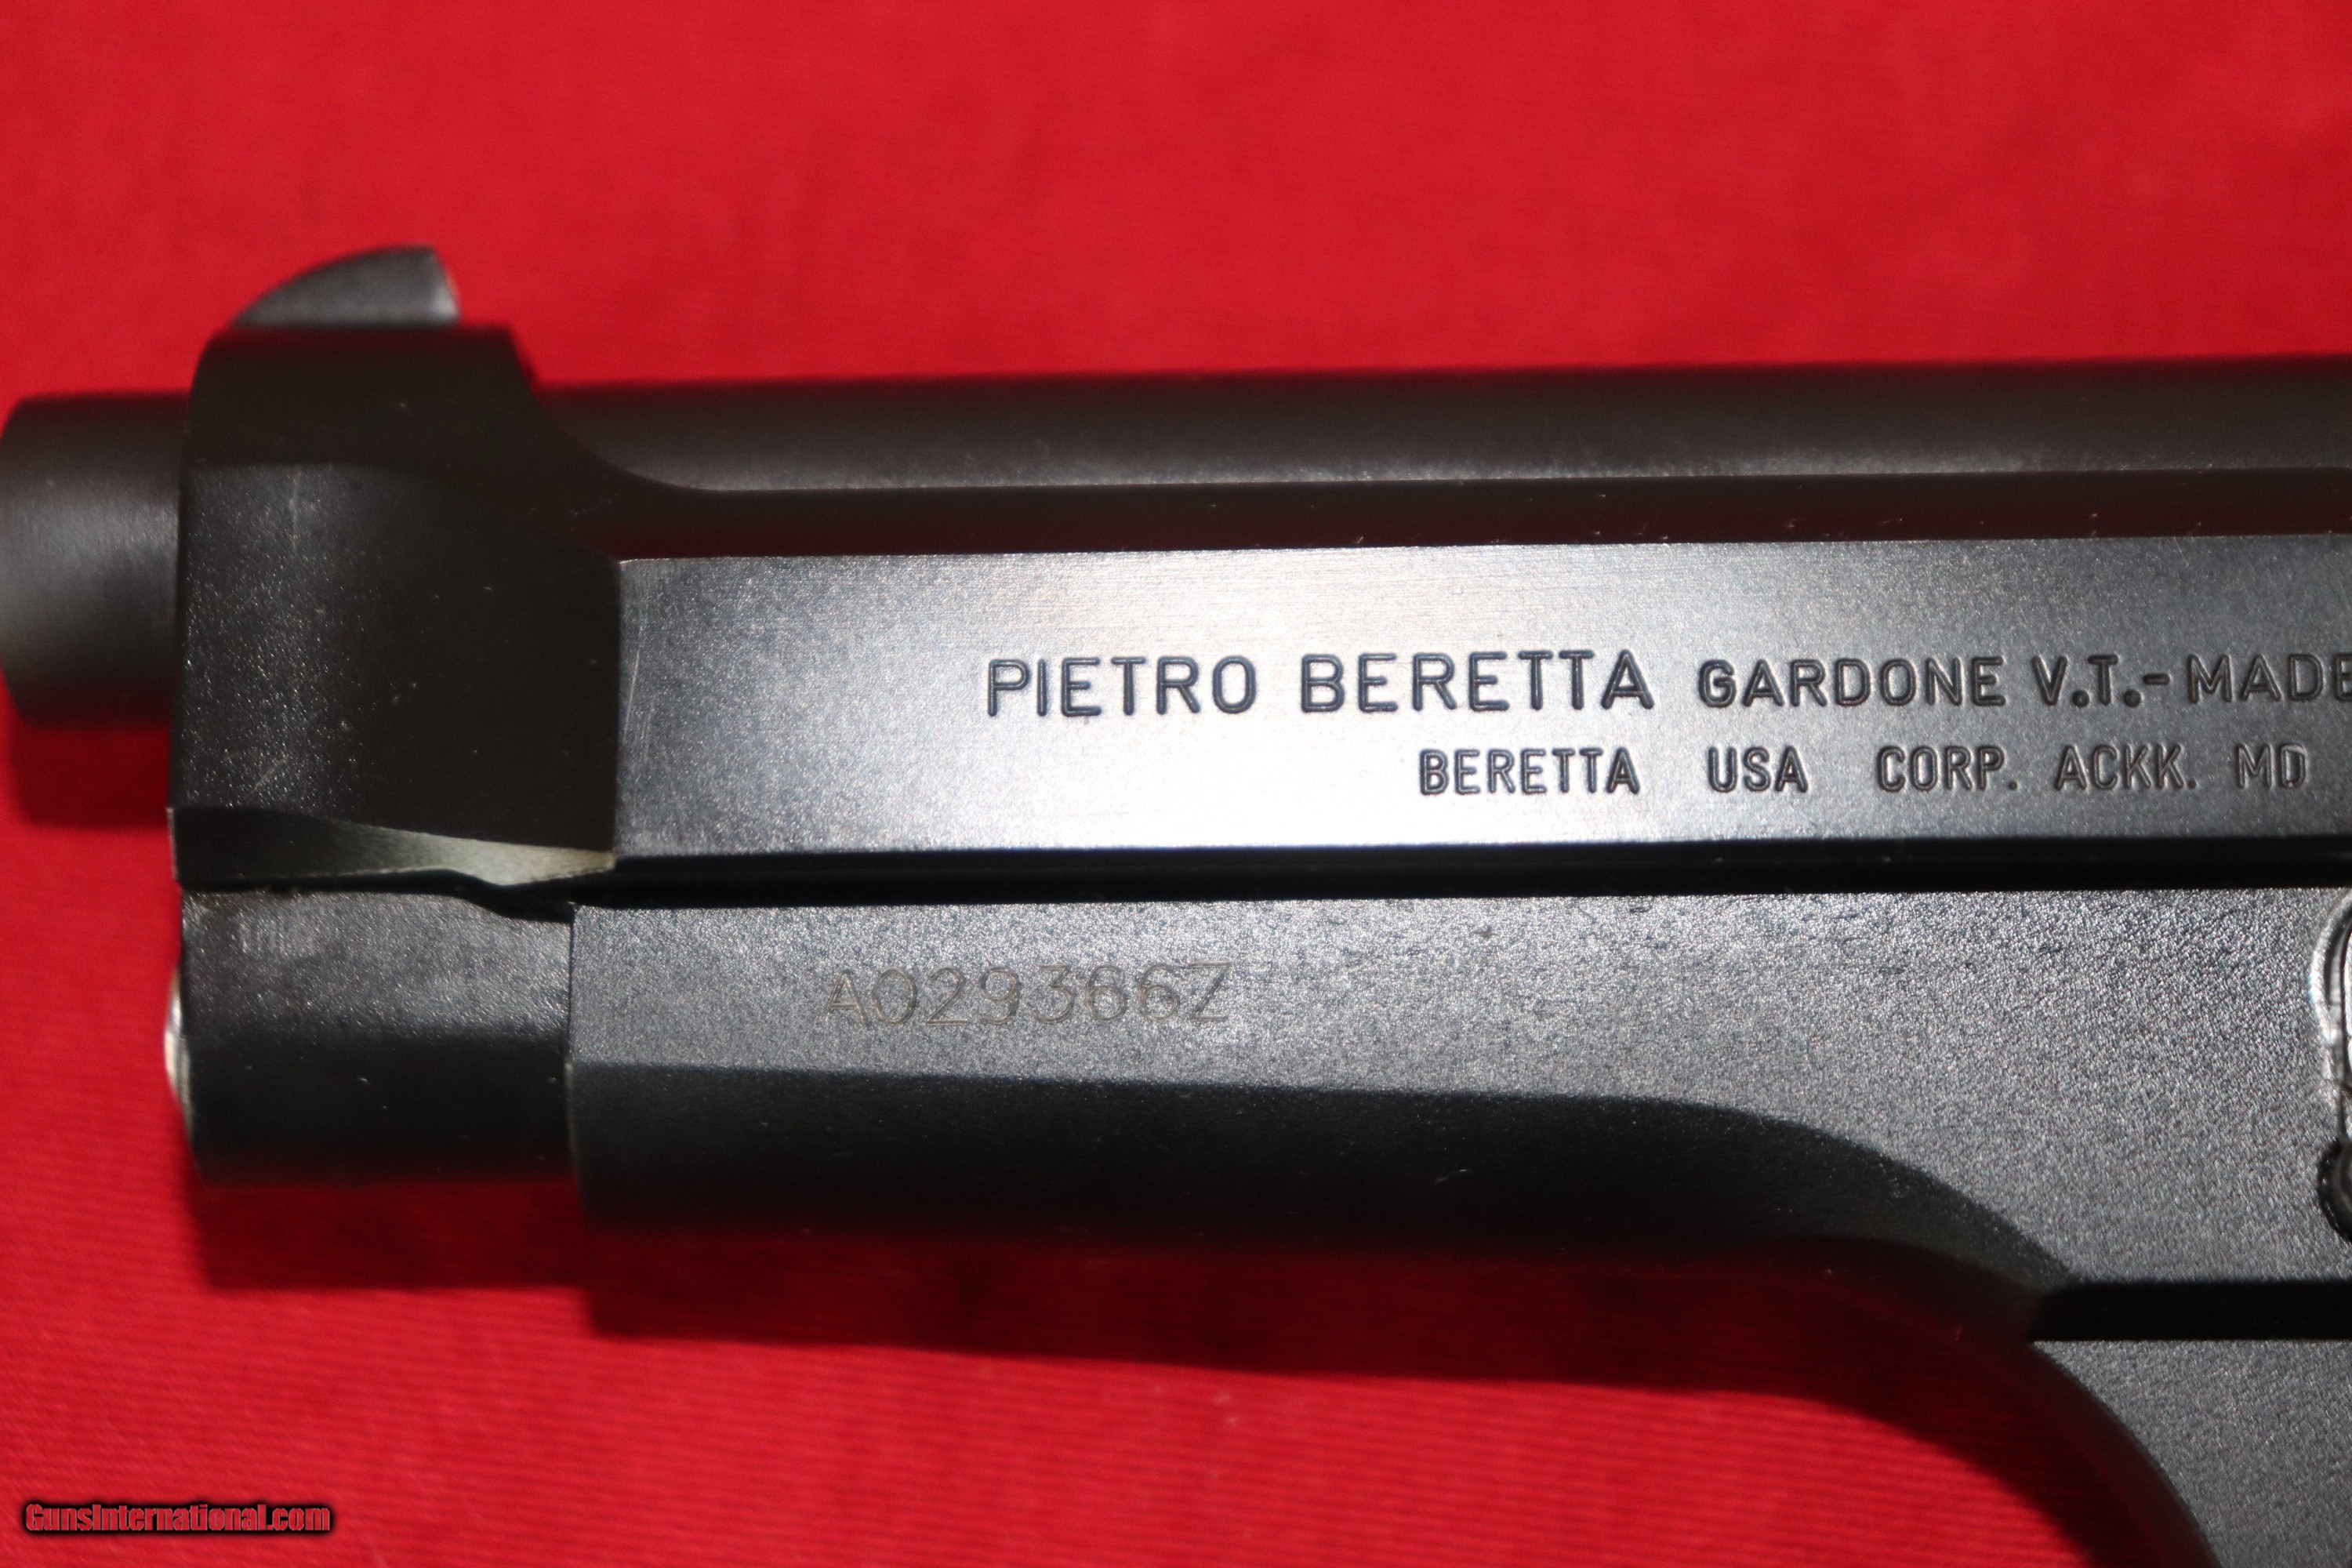 PIETRO BERETTA GARDONE V.T.-MADE
BERETTA USA CORP. ACKK. MD
A029366Z
GunsInternational.com